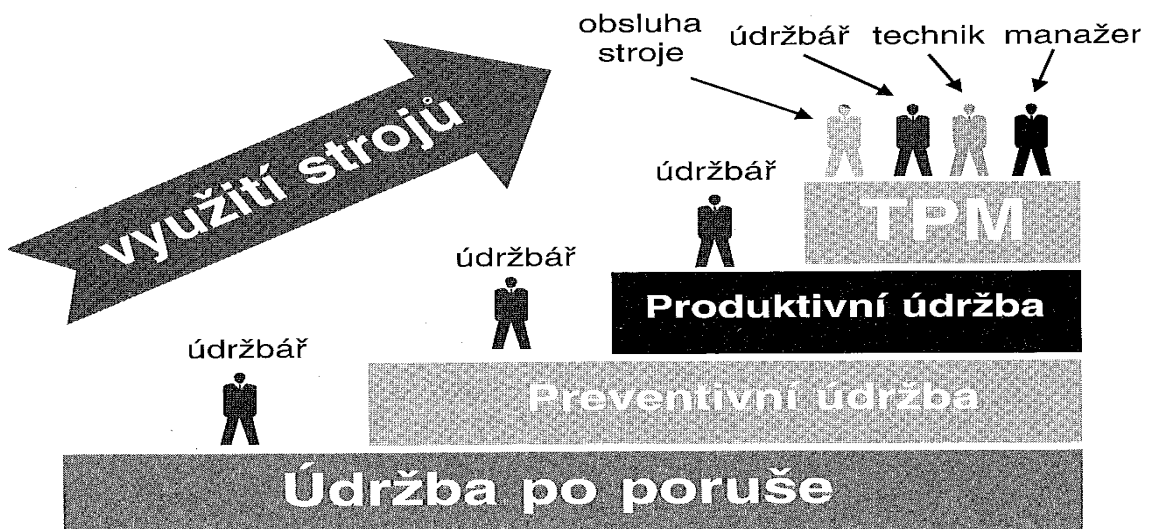 obsluha
stroje
údržbář
technik
manažer
využití strojů
údržbář
TPM
údržbář
Produktivní údržba
údržbář
Preventivní údržba
Údržba po poruše